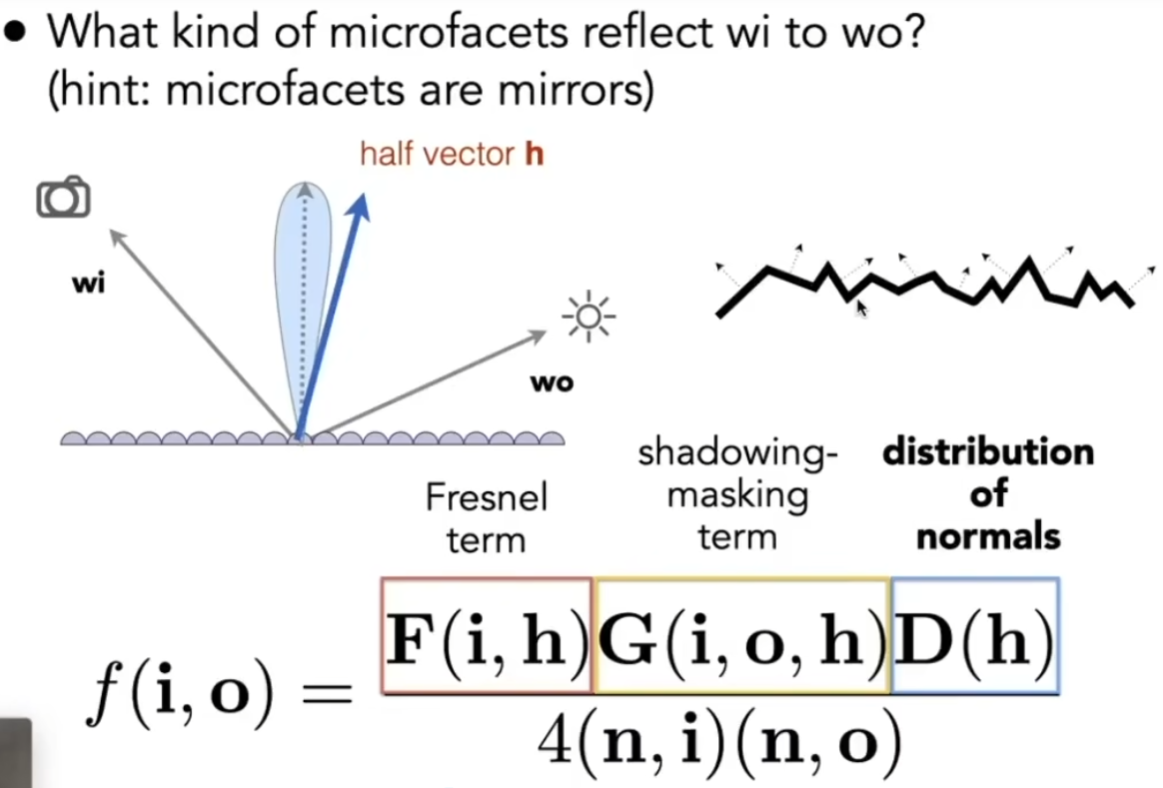 • What kind of microfacets reflect wi to wo?
(hint: microfacets are mirrors)
half vector h
wi
wo
Fresnel
term
shadowing-
masking
term
distribution
of
normals
f(i, o) = F(i, h)G(i, o, h)D(h) / 4(n, i)(n, o)